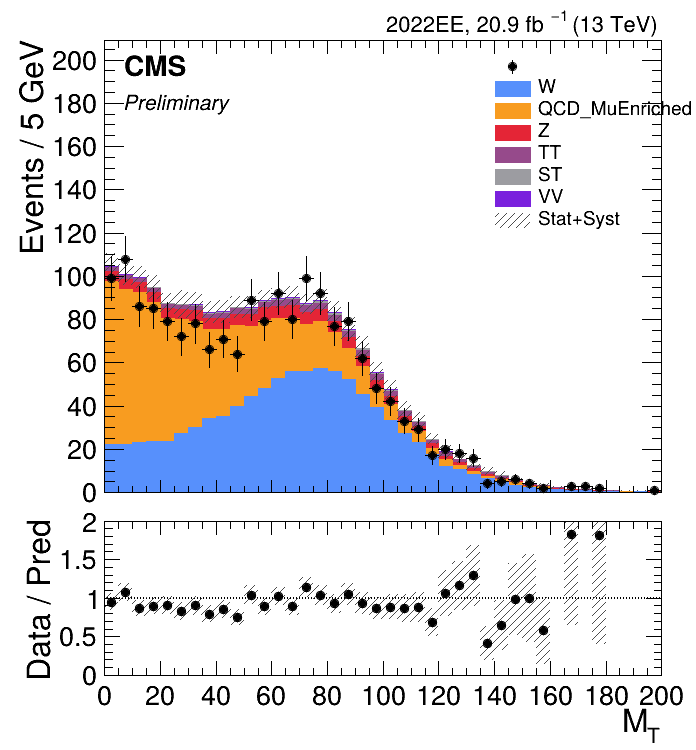 2022EE, 20.9 fb⁻¹ (13 TeV)
CMS
Preliminary
W
QCD_MuEnriched
Z
TT
ST
VV
Stat+Syst
Events / 5 GeV
200
180
160
140
120
100
80
60
40
20
0
Data / Pred
2
1.5
1
0.5
0
0 20 40 60 80 100 120 140 160 180 200
M_T